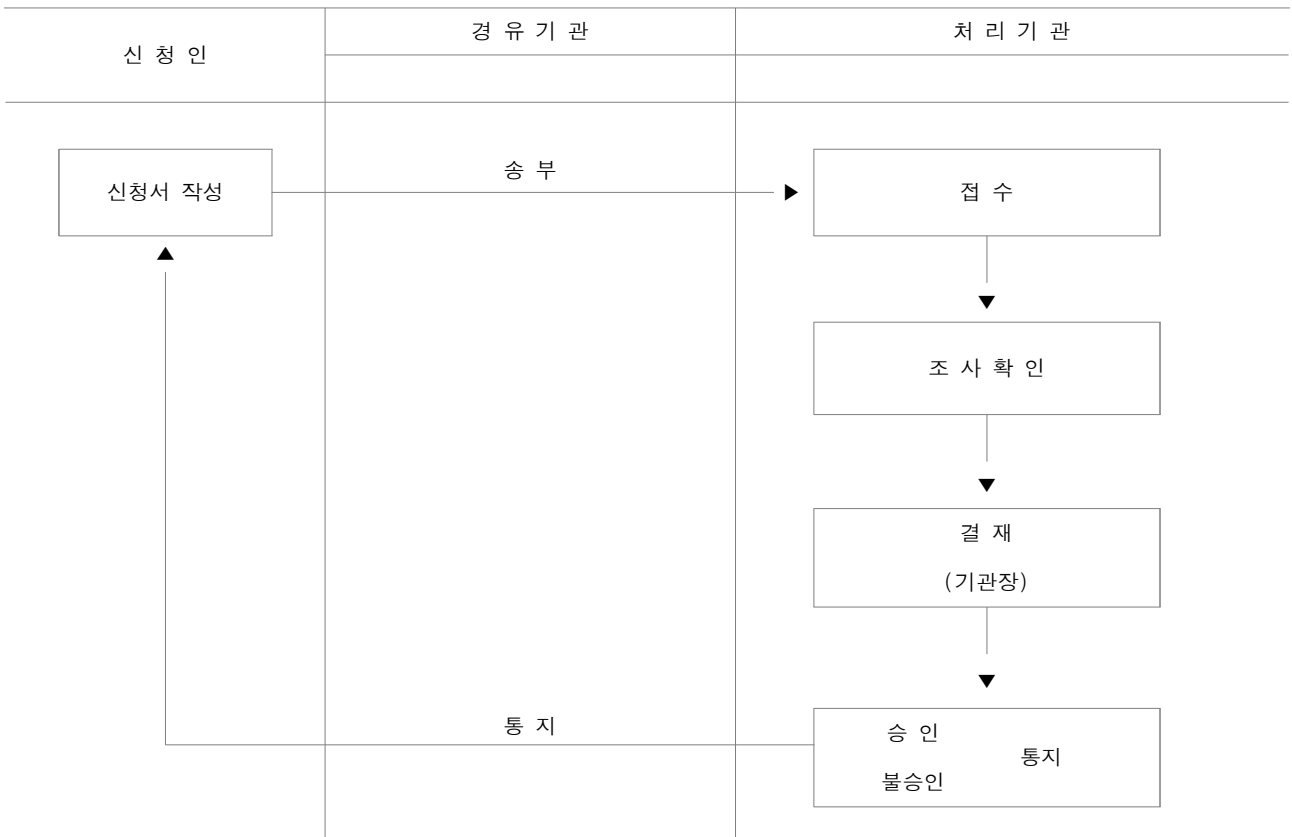 신 청 인
경 유 기 관
처 리 기 관
신청서 작성
송 부
접 수
조 사 확 인
결 재
(기관장)
통 지
승 인
불승인
통지